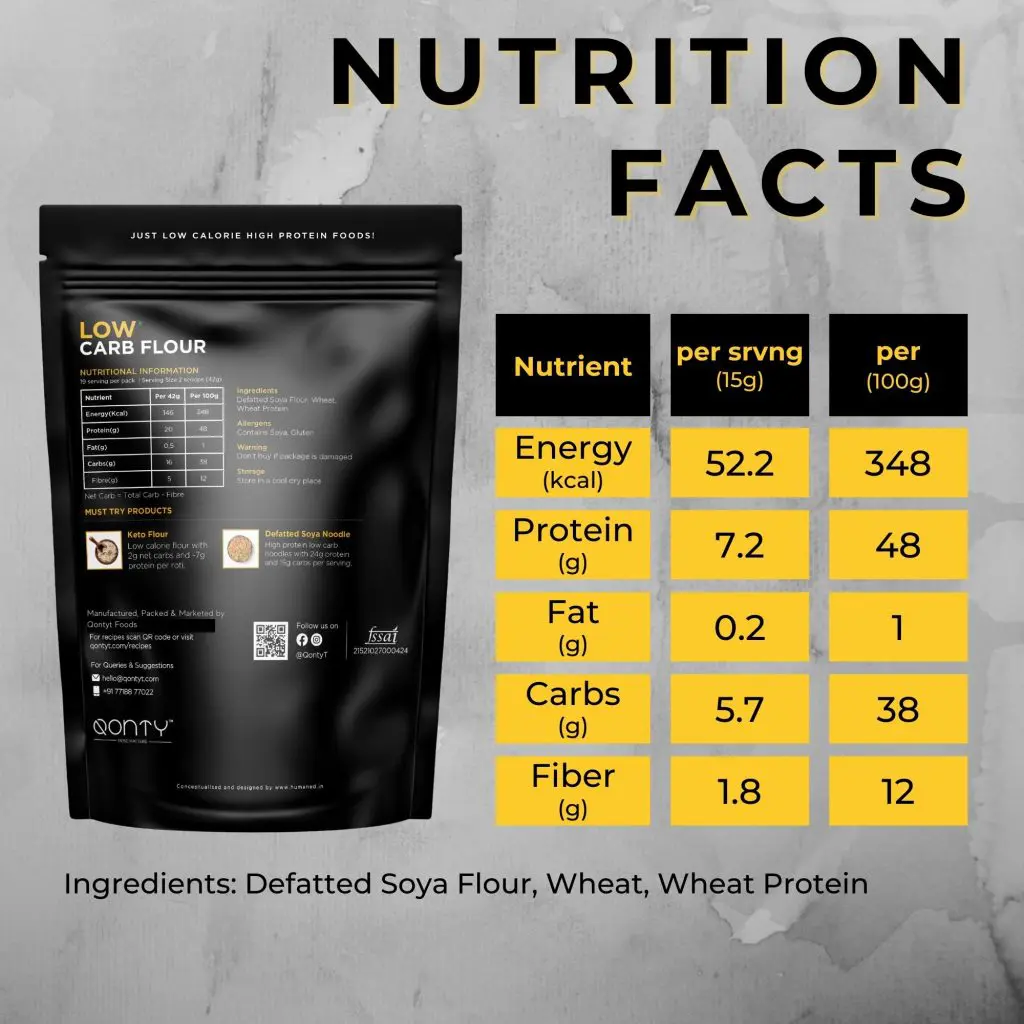 NUTRITION
FACTS
JUST LOW CALORIE HIGH PROTEIN FOODS!
LOW
CARB FLOUR
NUTRITIONAL INFORMATION
19 serving per pack | Serving Size 2 scoops (42g)
Nutrient Per 42g Per 100g
Energy(Kcal) 146 348
Protein(g) 20 48
Fat(g) 0.5 1
Carbs(g) 16 38
Fibre(g) 5 12
Net Carb = Total Carb - Fibre
Ingredients
Defatted Soya Flour, Wheat,
Wheat Protein
Allergens
Contains Soya, Gluten
Warning
Don't buy if package is damaged
Storage
Store in a cool dry place
MUST TRY PRODUCTS
Keto Flour
Low calorie flour with
2g net carbs and ~7g
protein per roti.
Defatted Soya Noodle
High protein low carb
noodles with 24g protein
and 15g carbs per serving.
Manufactured, Packed & Marketed by
Qontyt Foods
For recipes scan QR code or visit
qontyt.com/recipes
For Queries & Suggestions
hello@qontyt.com
+91 77188 77022
Follow us on
@QontyT
fssai
21521027000424
QONTY™
Conceptualised and designed by www.humaned.in
Nutrient per srvng (15g) per (100g)
Energy (kcal) 52.2 348
Protein (g) 7.2 48
Fat (g) 0.2 1
Carbs (g) 5.7 38
Fiber (g) 1.8 12
Ingredients: Defatted Soya Flour, Wheat, Wheat Protein